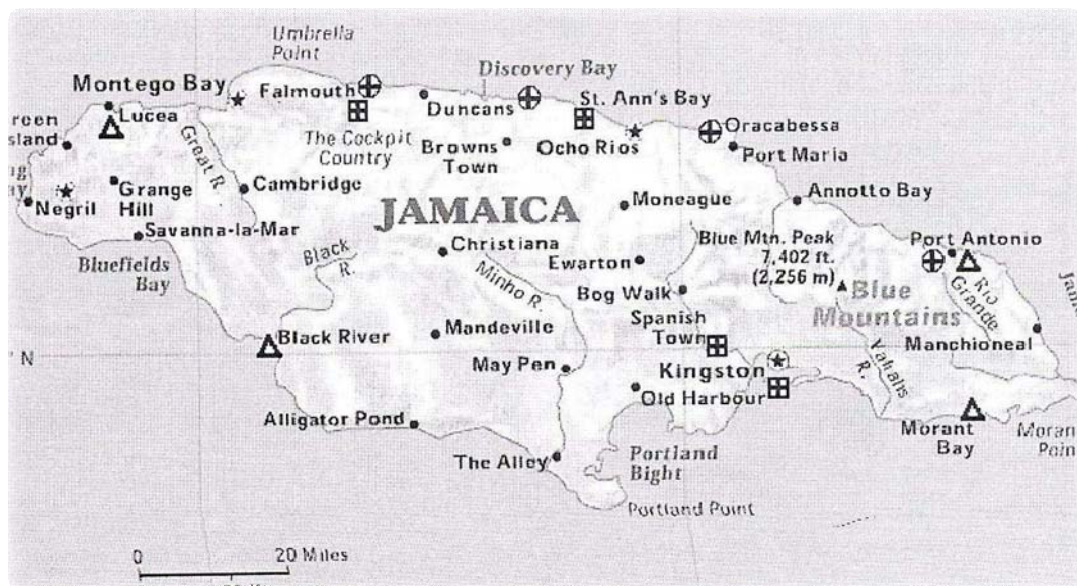 Umbrella
Point
Montego Bay
Falmouth
Discovery Bay
Duncans
St. Ann's Bay
Lucea
The Cockpit
Country
Great R.
Browns
Town
Ocho Rios
Oracabessa
Port Maria
Grange
Hill
Negril
Cambridge
JAMAICA
Moneague
Annotto Bay
Savanna-la-Mar
Bluefields
Bay
Black
R.
Christiana
Minho R.
Ewarton
Blue Mtn. Peak
7,402 ft.
(2,256 m)
Port Antonio
Rio
Grande
Bog Walk
Blue
Mountains
Black River
Mandeville
Spanish
Town
Manchioneal
N
May Pen
Kingston
Yallahs
R.
Old Harbour
Alligator Pond
Morant
Bay
The Alley
Portland
Bight
Portland Point
0
20 Miles